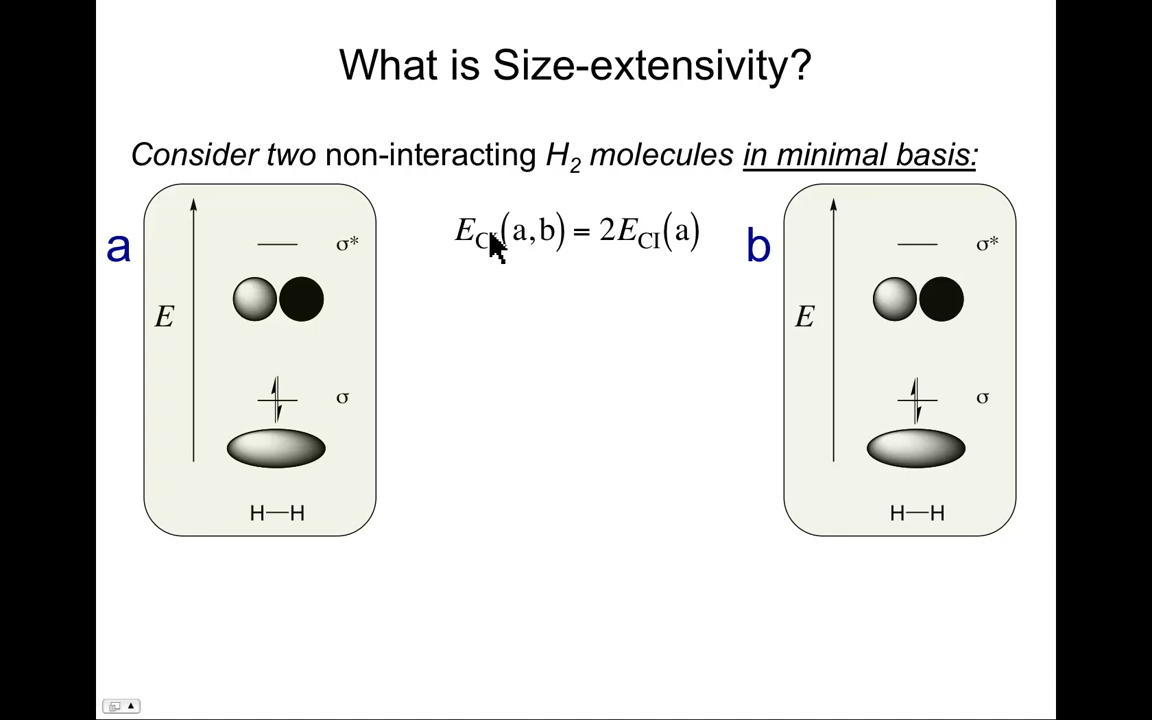 What is Size-extensivity?
Consider two non-interacting H₂ molecules in minimal basis:
a
E
σ*
σ
H—H
E_CI(a,b) = 2E_CI(a)
b
E
σ*
σ
H—H